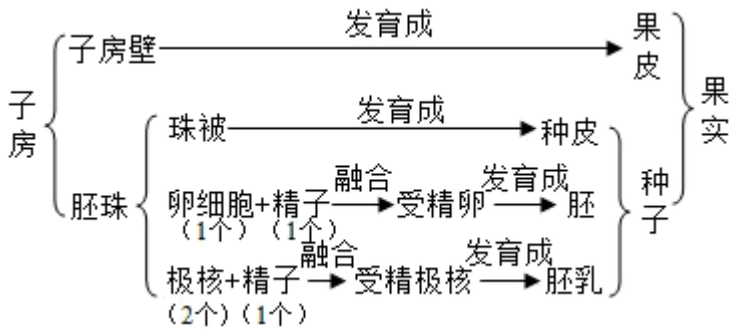 子房
子房壁 发育成 果皮
果实
胚珠
珠被 发育成 种皮
种子
卵细胞+精子 融合 受精卵 发育成 胚
（1个）（1个）
极核+精子 融合 受精极核 发育成 胚乳
（2个）（1个）